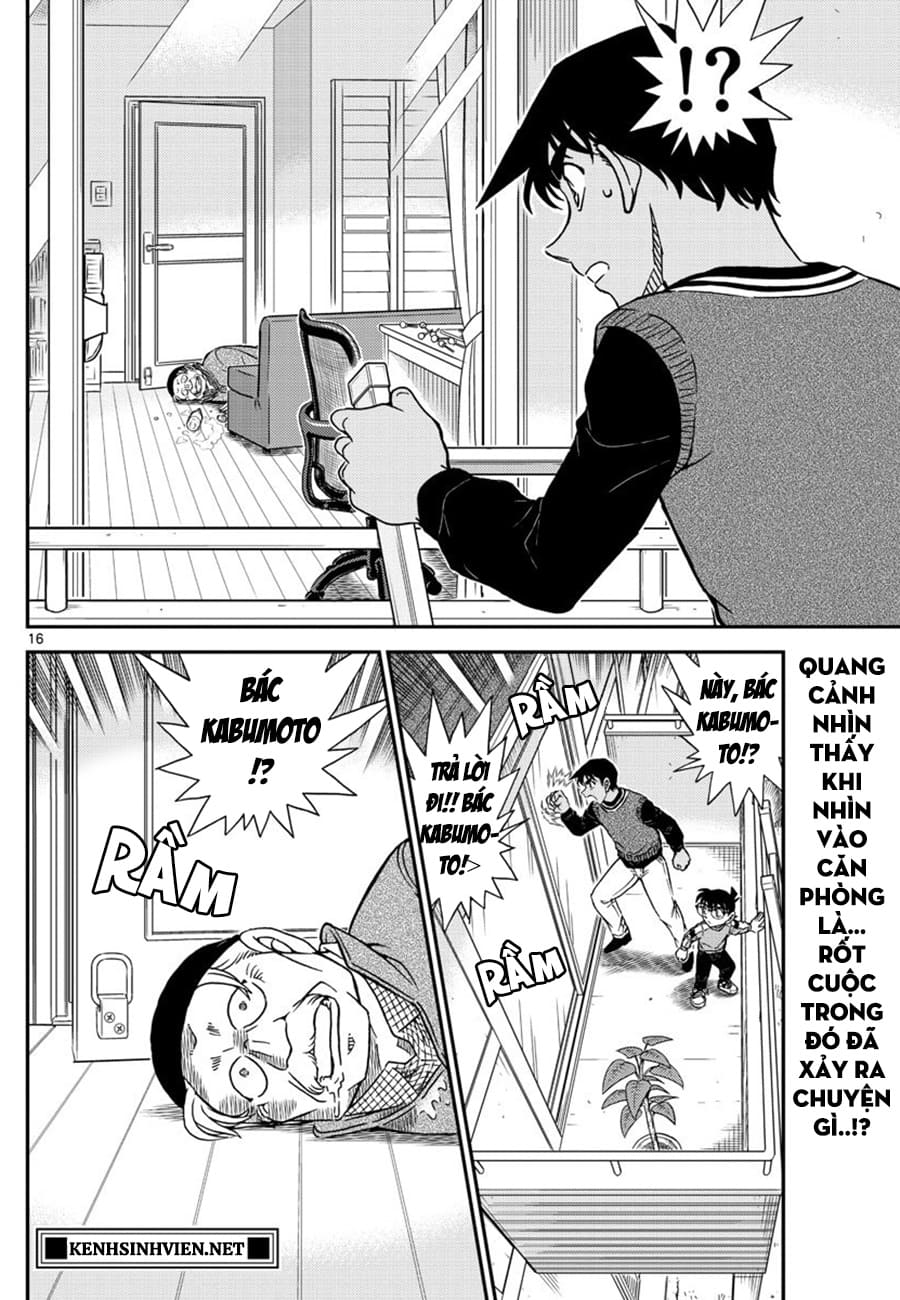 !?
16
NÀY, BÁC
KABUMO-
TO!?
RẦM
TRẢ LỜI
ĐI!! BÁC
KABUMO-
TO!>
RẦM
BÁC
KABUMOTO
!?
RẦM
QUANG
CẢNH
NHÌN
THẤY
KHI
NHÌN
VÀO
CĂN
PHÒNG
LÀ...
RỐT
CUỘC
TRONG
ĐÓ ĐÃ
XẢY RA
CHUYỆN
GÌ..!?
KENHSINHVIEN.NET